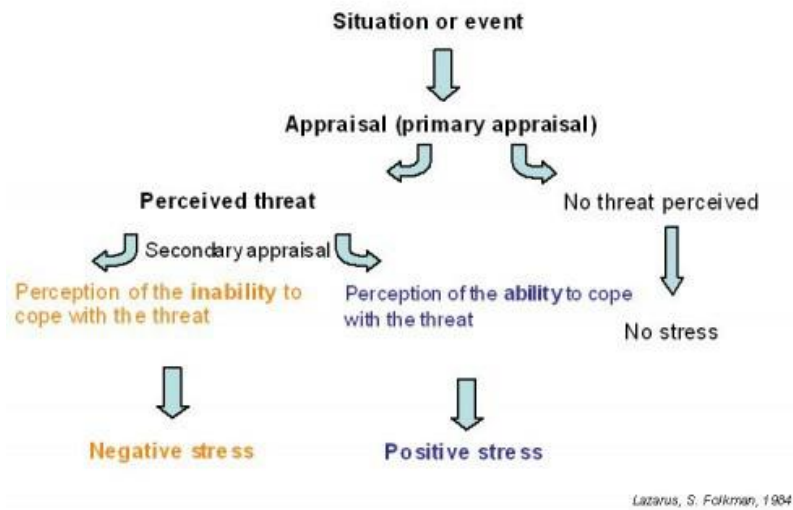 Situation or event
Appraisal (primary appraisal)
Perceived threat
No threat perceived
Secondary appraisal
Perception of the inability to
cope with the threat
Perception of the ability to cope
with the threat
No stress
Negative stress
Positive stress
Lazarus, S. Folkman, 1984